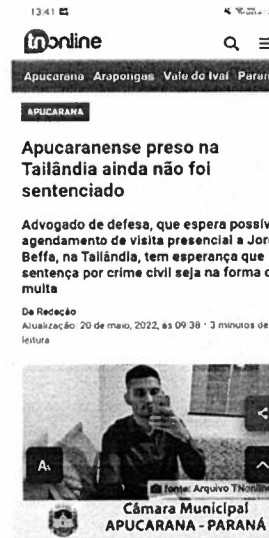 13:41
tnonline
Apucarana Arapongas Vale do Ivaí Paran
APUCARANA
Apucaranense preso na
Tailândia ainda não foi
sentenciado
Advogado de defesa, que espera possív
agendamento de visita presencial a Jor
Beffa, na Tailândia, tem esperança que
sentença por crime civil seja na forma d
multa
Da Redação
Atualização: 20 de maio, 2022, às 09:38 · 3 minutos de
leitura
A
fonte: Arquivo TNonline
Câmara Municipal
APUCARANA - PARANÁ